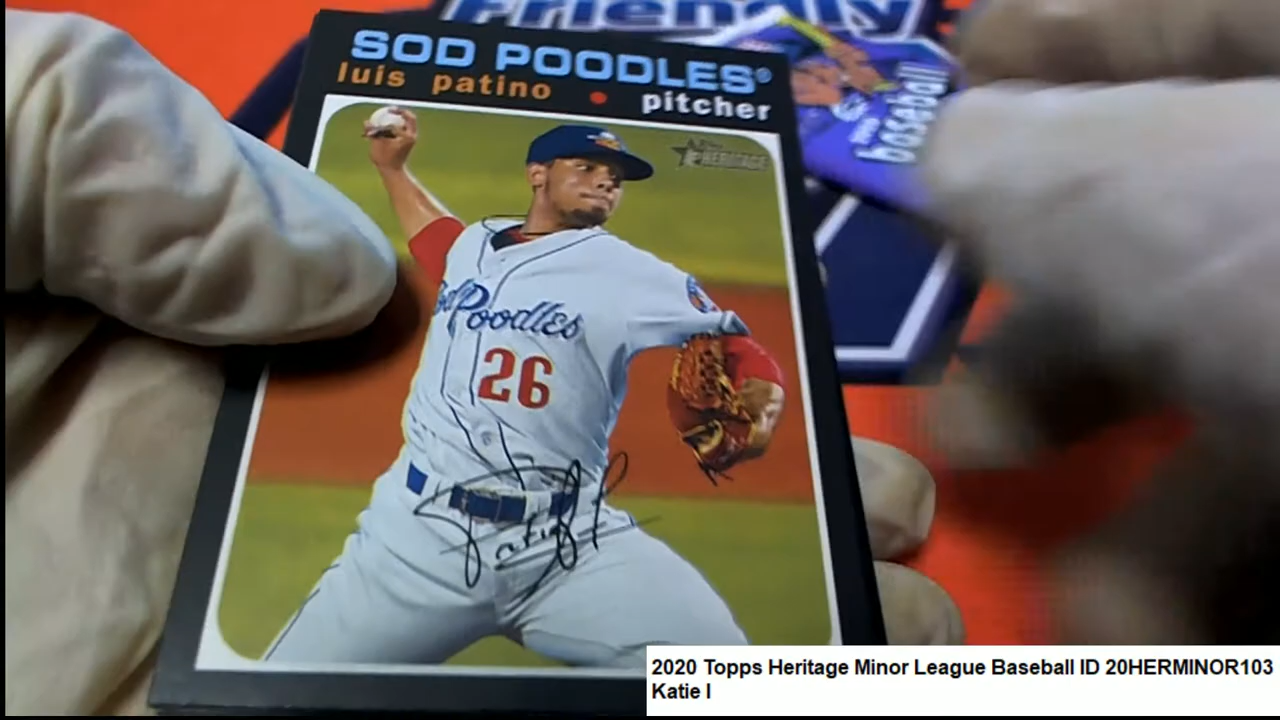 Friendly
SOD POODLES®
luis patino • pitcher
Topps
HERITAGE
baseball
Sod Poodles
26
2020 Topps Heritage Minor League Baseball ID 20HERMINOR103
Katie I